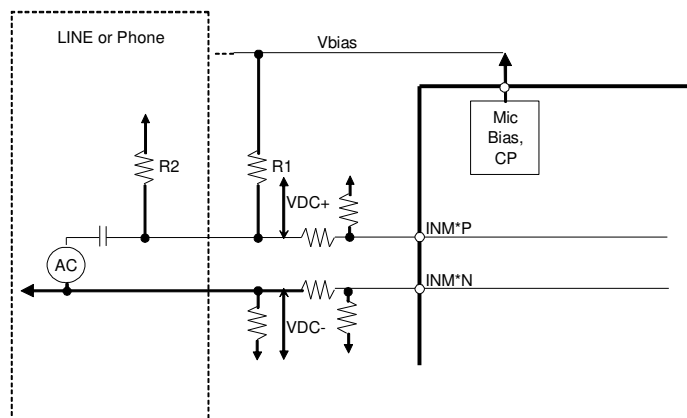 LINE or Phone
Vbias
Mic
Bias,
CP
R2
R1
VDC+
INM*P
AC
INM*N
VDC-